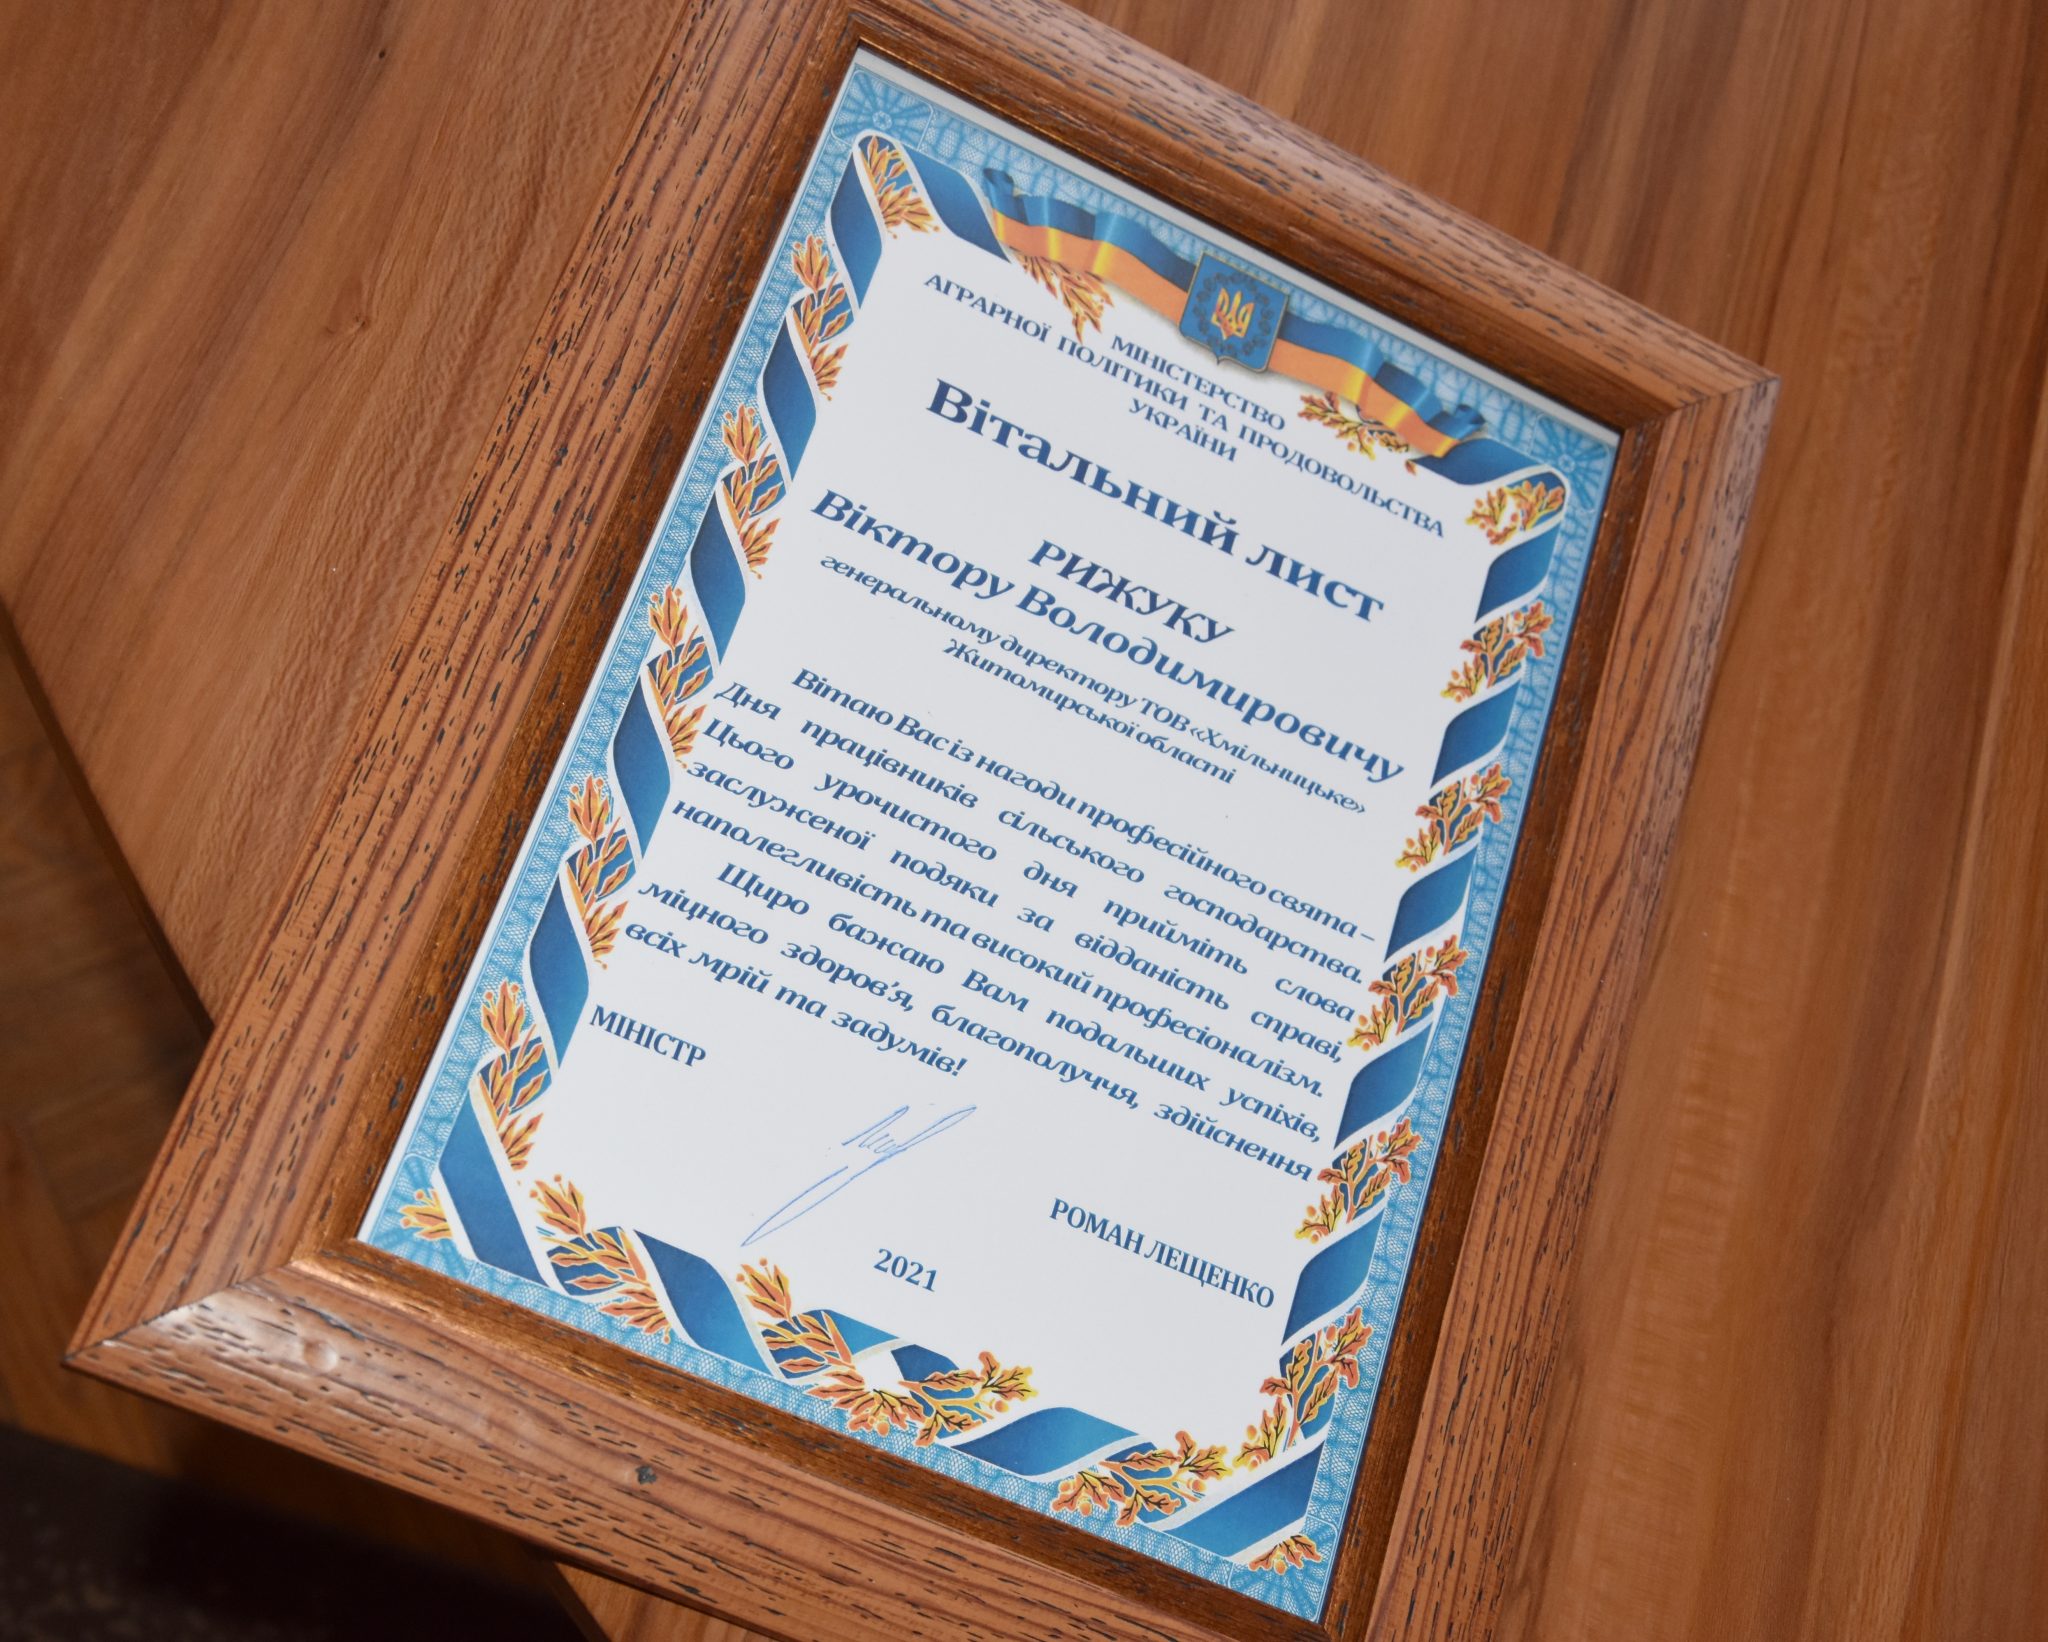 МІНІСТЕРСТВО
АГРАРНОЇ ПОЛІТИКИ ТА ПРОДОВОЛЬСТВА
УКРАЇНИ
Вітальний лист
РИЖУКУ
Віктору Володимировичу
генеральному директору ТОВ «Хмільницьке»
Житомирської області
Вітаю Вас із нагоди професійного свята –
Дня працівників сільського господарства.
Цього урочистого дня прийміть слова
заслуженої подяки за відданість справі,
наполегливість та високий професіоналізм.
Щиро бажаю Вам подальших успіхів,
міцного здоров'я, благополуччя, здійснення
всіх мрій та задумів!
МІНІСТР
РОМАН ЛЕЩЕНКО
2021